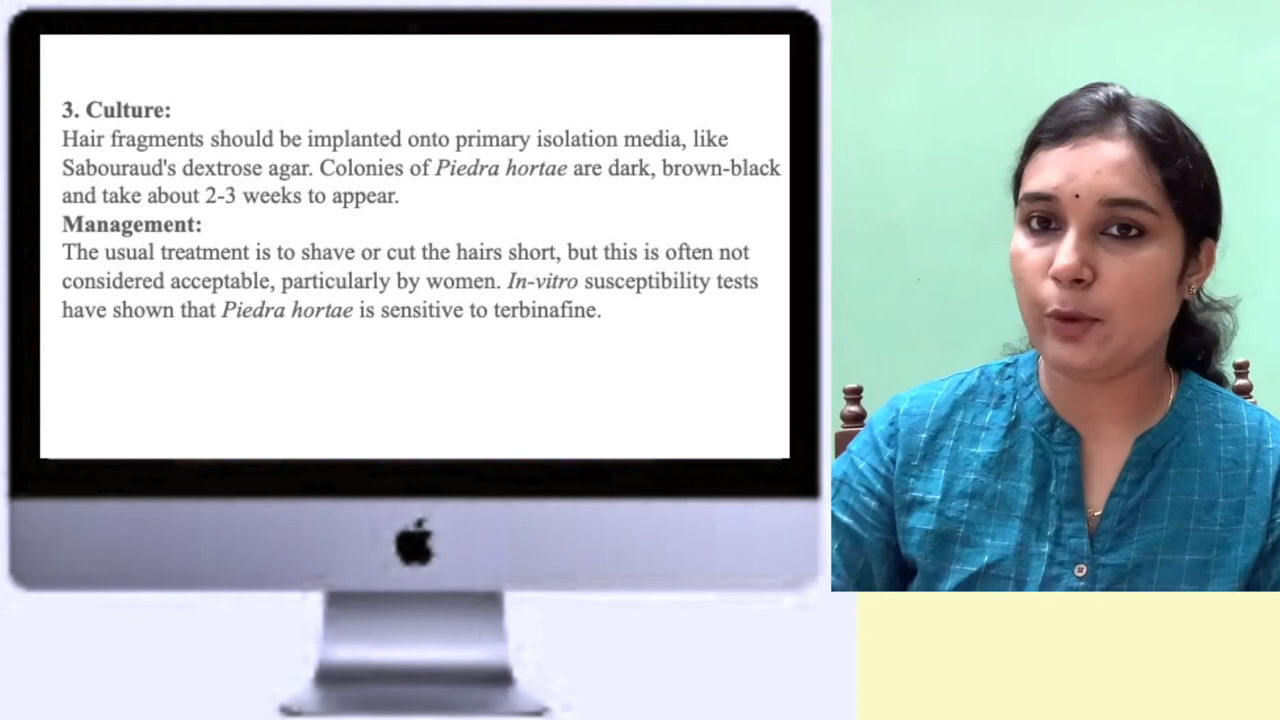 3. Culture:
Hair fragments should be implanted onto primary isolation media, like
Sabouraud's dextrose agar. Colonies of Piedra hortae are dark, brown-black
and take about 2-3 weeks to appear.
Management:
The usual treatment is to shave or cut the hairs short, but this is often not
considered acceptable, particularly by women. In-vitro susceptibility tests
have shown that Piedra hortae is sensitive to terbinafine.